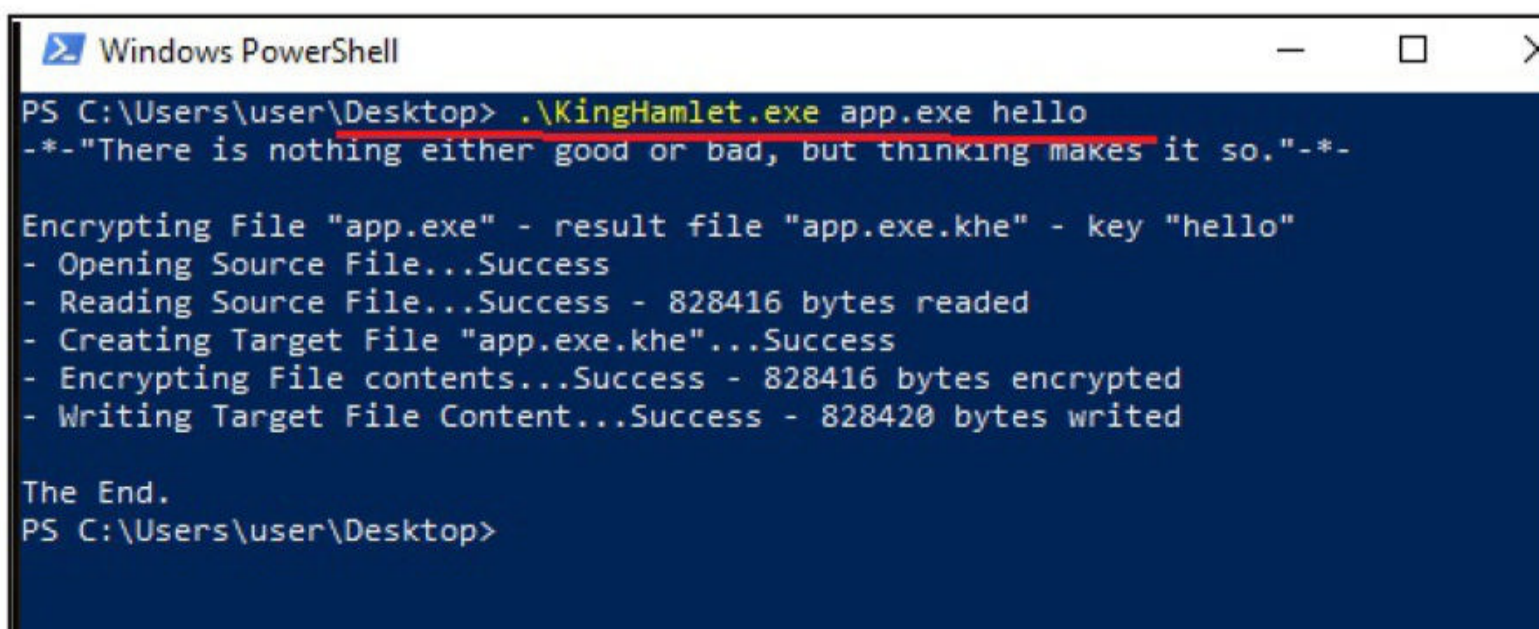 Windows PowerShell
PS C:\Users\user\Desktop> .\KingHamlet.exe app.exe hello
-*-"There is nothing either good or bad, but thinking makes it so."-*-
Encrypting File "app.exe" - result file "app.exe.khe" - key "hello"
- Opening Source File...Success
- Reading Source File...Success - 828416 bytes readed
- Creating Target File "app.exe.khe"...Success
- Encrypting File contents...Success - 828416 bytes encrypted
- Writing Target File Content...Success - 828420 bytes writed
The End.
PS C:\Users\user\Desktop>